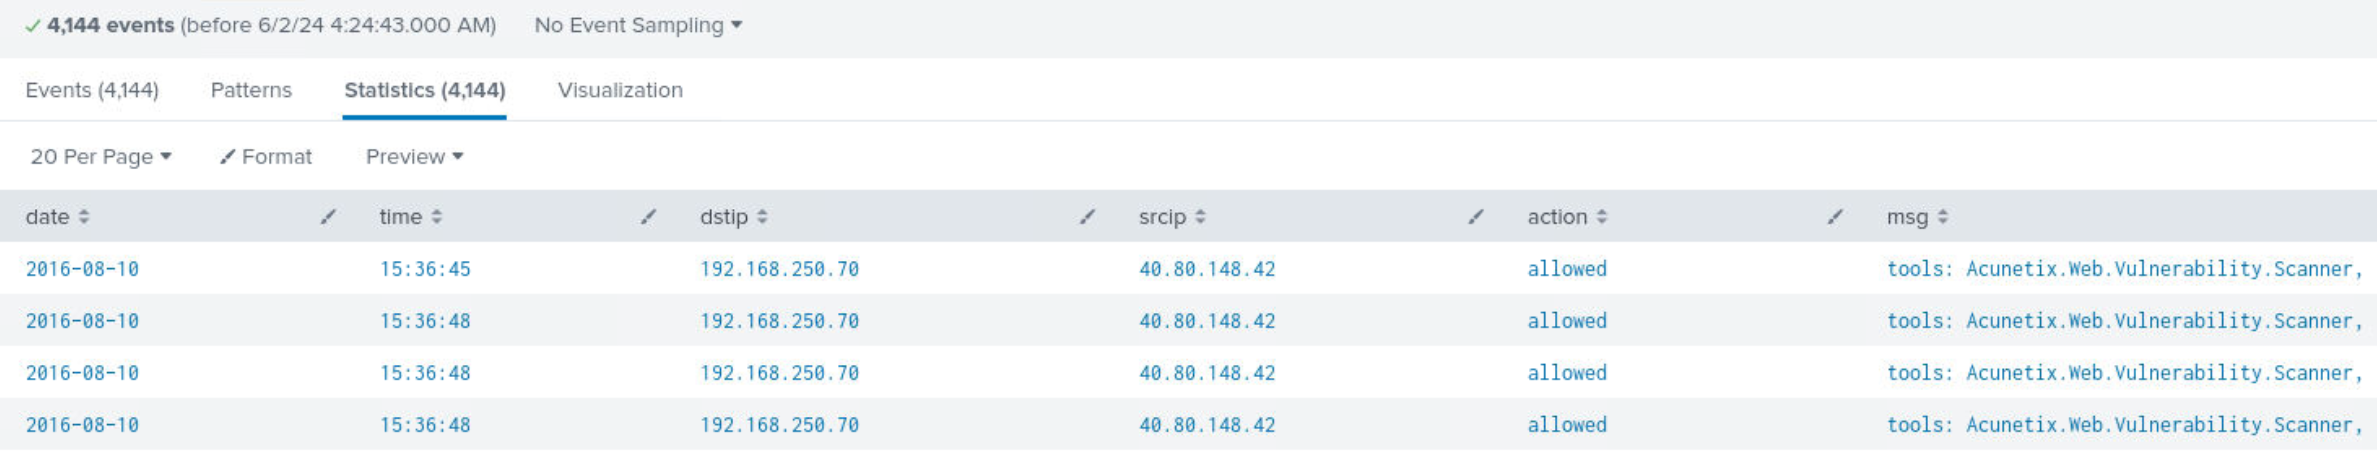 4,144 events (before 6/2/24 4:24:43.000 AM) No Event Sampling
Events (4,144) Patterns Statistics (4,144) Visualization
20 Per Page Format Preview
date time dstip srcip action msg
2016-08-10 15:36:45 192.168.250.70 40.80.148.42 allowed tools: Acunetix.Web.Vulnerability.Scanner,
2016-08-10 15:36:48 192.168.250.70 40.80.148.42 allowed tools: Acunetix.Web.Vulnerability.Scanner,
2016-08-10 15:36:48 192.168.250.70 40.80.148.42 allowed tools: Acunetix.Web.Vulnerability.Scanner,
2016-08-10 15:36:48 192.168.250.70 40.80.148.42 allowed tools: Acunetix.Web.Vulnerability.Scanner,